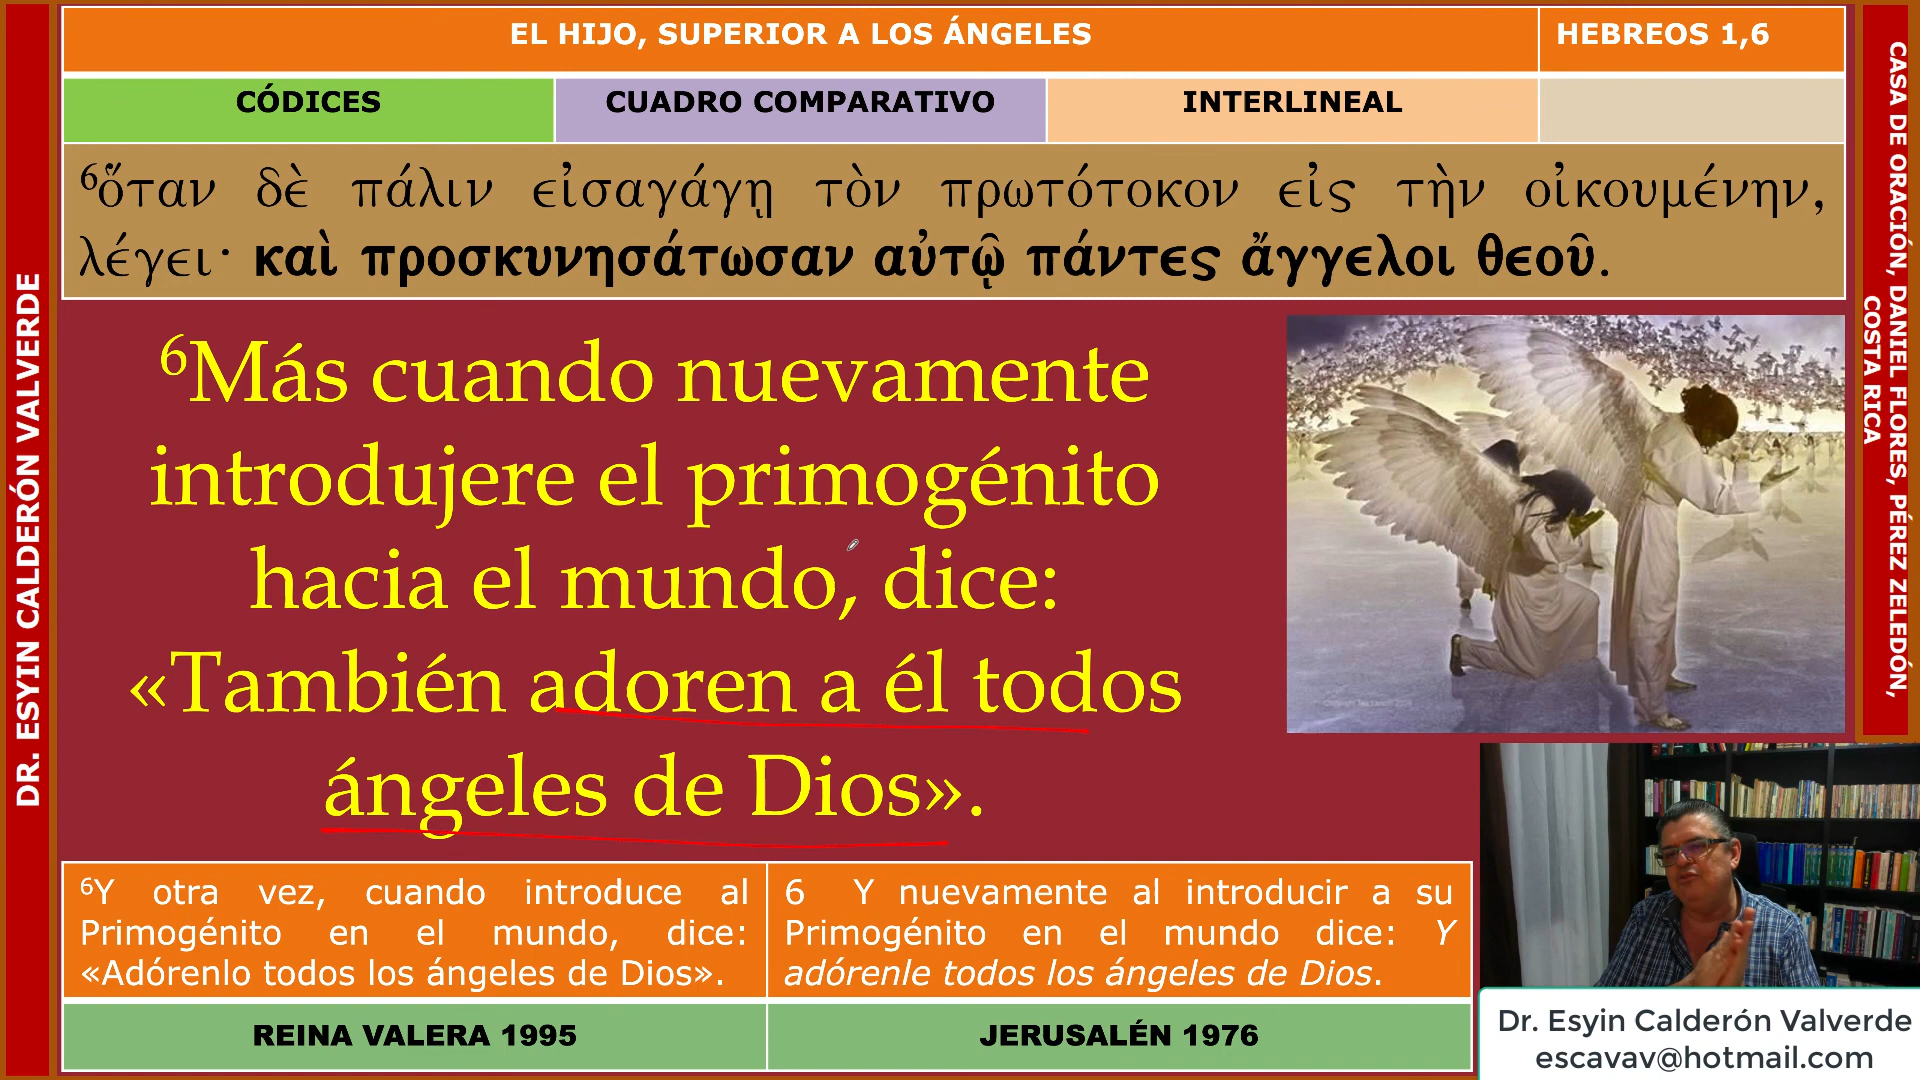 EL HIJO, SUPERIOR A LOS ÁNGELES
HEBREOS 1,6
CÓDICES
CUADRO COMPARATIVO
INTERLINEAL
⁶ὅταν δὲ πάλιν εἰσαγάγῃ τὸν πρωτότοκον εἰς τὴν οἰκουμένην,
λέγει· καὶ προσκυνησάτωσαν αὐτῷ πάντες ἄγγελοι θεοῦ.
⁶Más cuando nuevamente
introdujere el primogénito
hacia el mundo, dice:
«También adoren a él todos
ángeles de Dios».
⁶Y otra vez, cuando introduce al
Primogénito en el mundo, dice:
«Adórenlo todos los ángeles de Dios».
REINA VALERA 1995
6 Y nuevamente al introducir a su
Primogénito en el mundo dice: Y
adórenle todos los ángeles de Dios.
JERUSALÉN 1976
DR. ESYIN CALDERÓN VALVERDE
CASA DE ORACIÓN, DANIEL FLORES, PÉREZ ZELEDÓN,
COSTA RICA
Dr. Esyin Calderón Valverde
escavav@hotmail.com